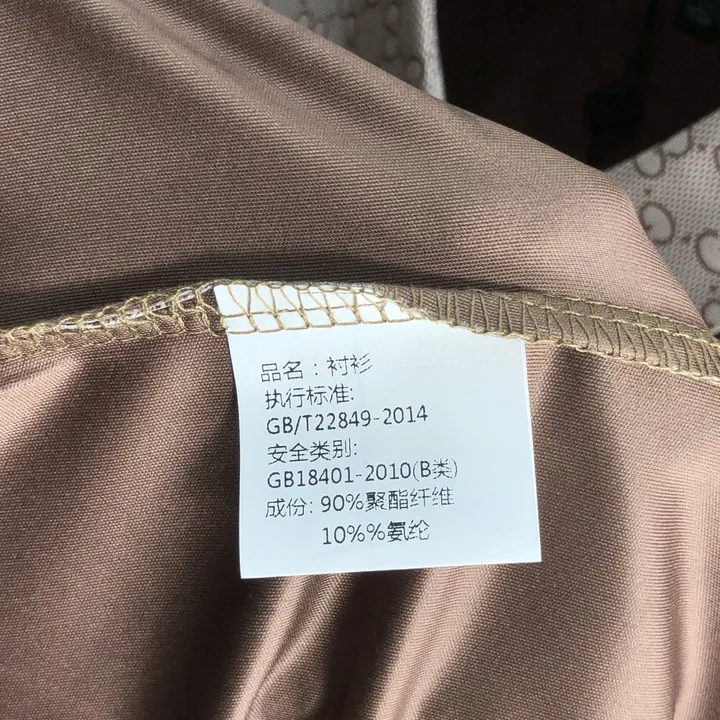 品名：衬衫
执行标准:
GB/T22849-2014
安全类别:
GB18401-2010(B类)
成份: 90%聚酯纤维
10%%氨纶